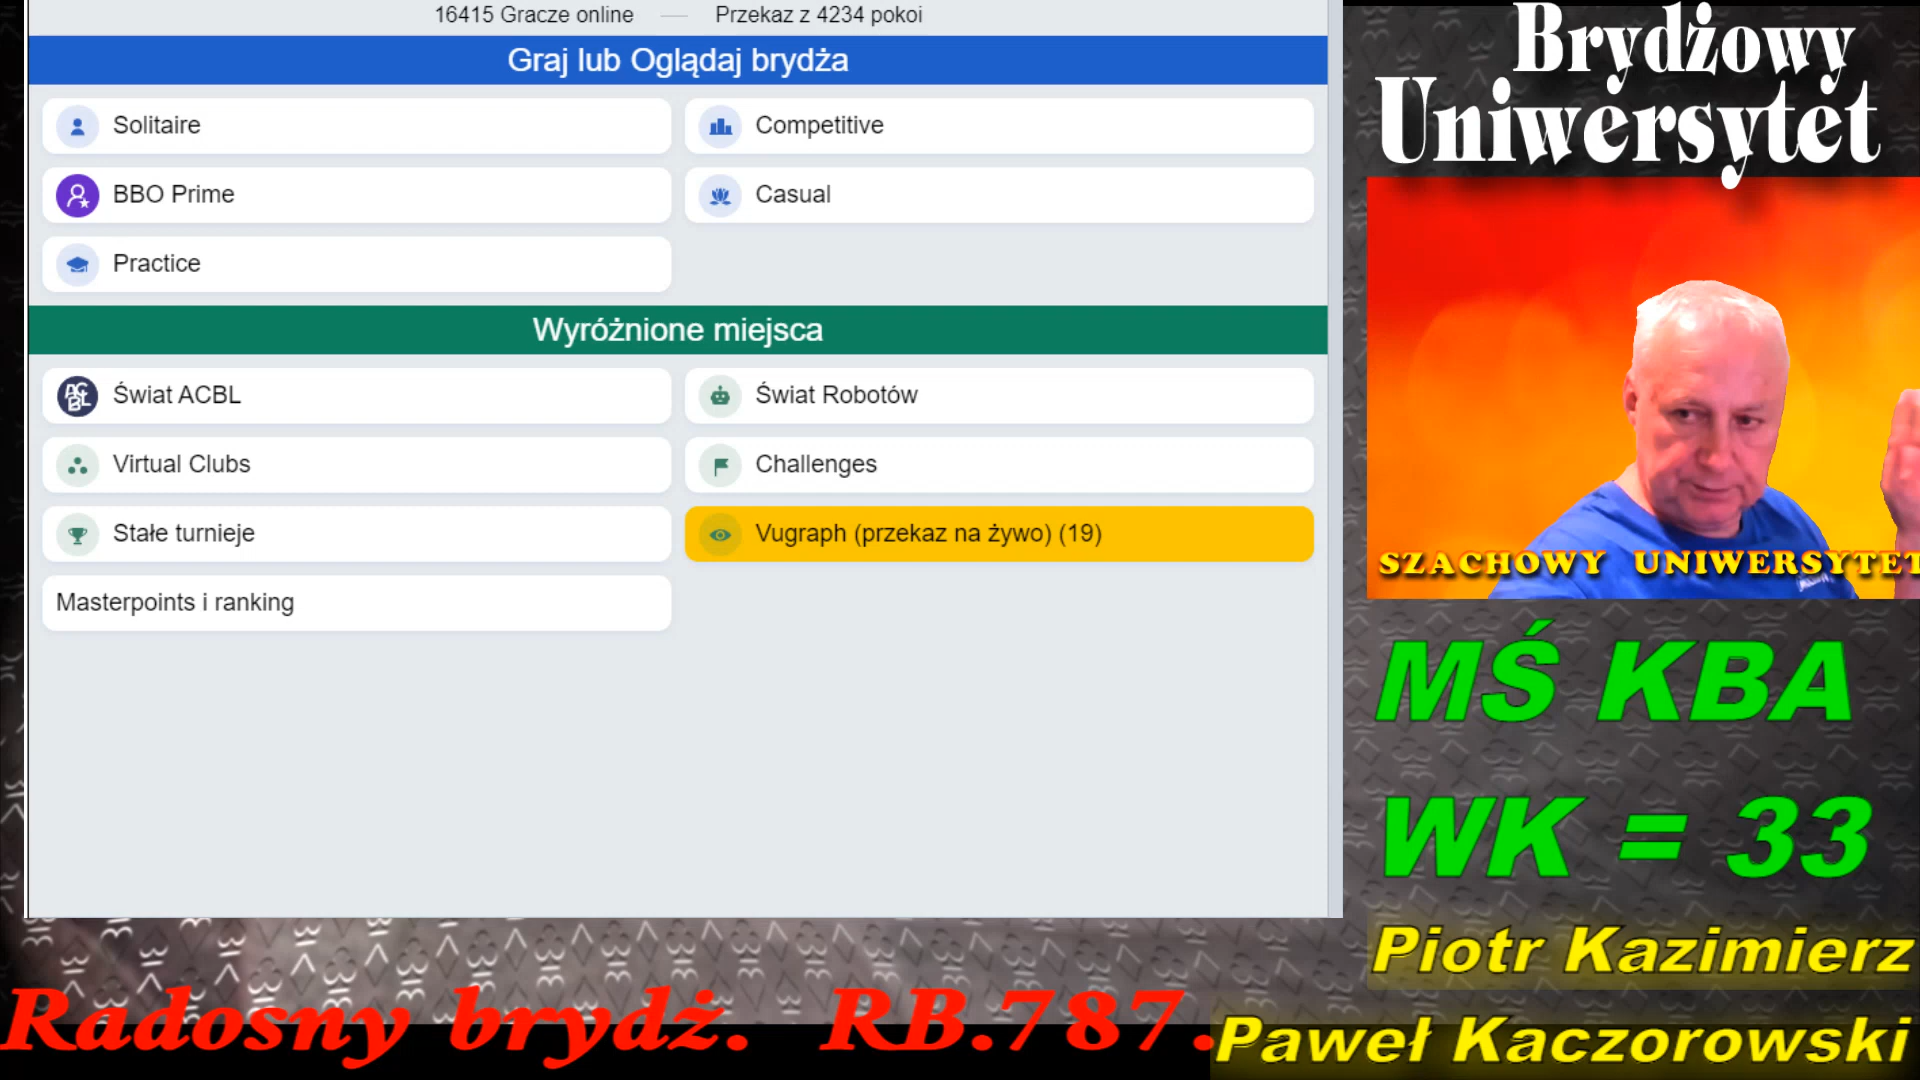 16415 Gracze online — Przekaz z 4234 pokoi
Graj lub Oglądaj brydża
Solitaire
Competitive
BBO Prime
Casual
Practice
Wyróżnione miejsca
ACBL
Świat ACBL
Świat Robotów
Virtual Clubs
Challenges
Stałe turnieje
Vugraph (przekaz na żywo) (19)
Masterpoints i ranking
Brydżowy
Uniwersytet
SZACHOWY UNIWERSYTET
MŚ KBA
WK = 33
Piotr Kazimierz
Paweł Kaczorowski
Radosny brydż. RB.787.